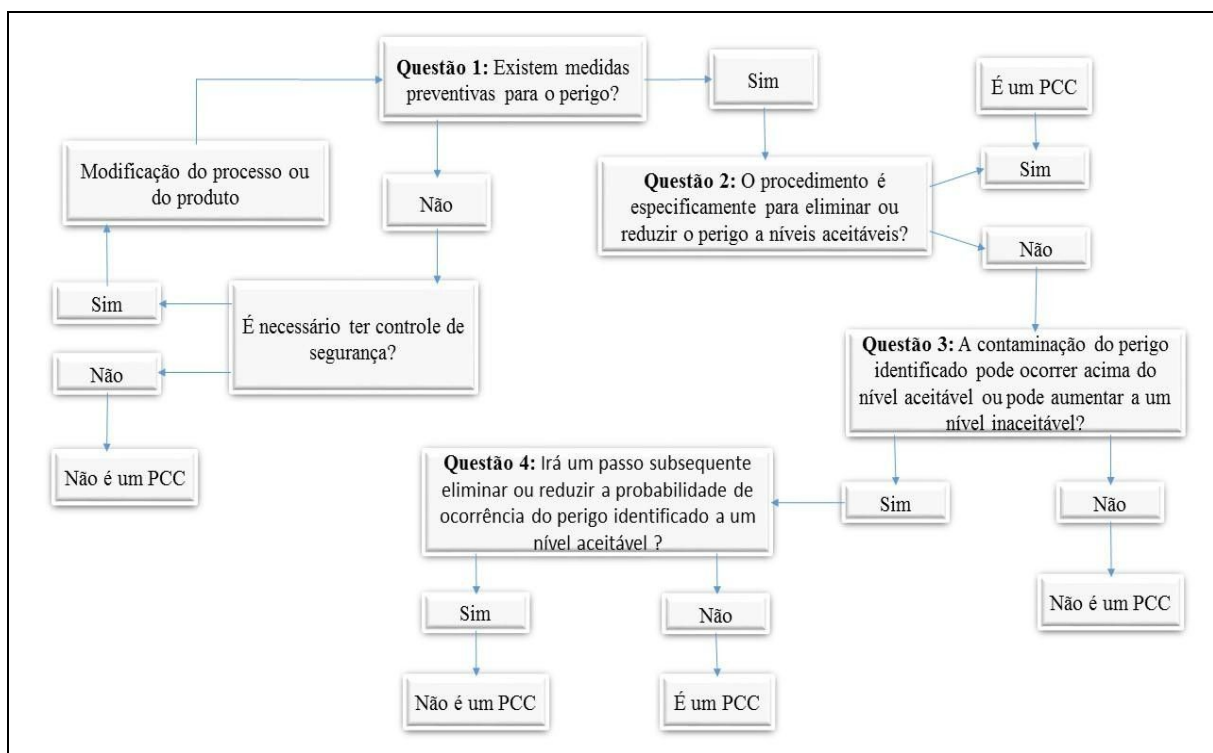 Questão 1: Existem medidas
preventivas para o perigo?
Sim
É um PCC
Modificação do processo ou
do produto
Não
Questão 2: O procedimento é
especificamente para eliminar ou
reduzir o perigo a níveis aceitáveis?
Sim
Não
Sim
É necessário ter controle de
segurança?
Não
Não é um PCC
Questão 3: A contaminação do perigo
identificado pode ocorrer acima do
nível aceitável ou pode aumentar a um
nível inaceitável?
Questão 4: Irá um passo subsequente
eliminar ou reduzir a probabilidade de
ocorrência do perigo identificado a um
nível aceitável ?
Sim
Não
Não é um PCC
Sim
Não
Não é um PCC
É um PCC